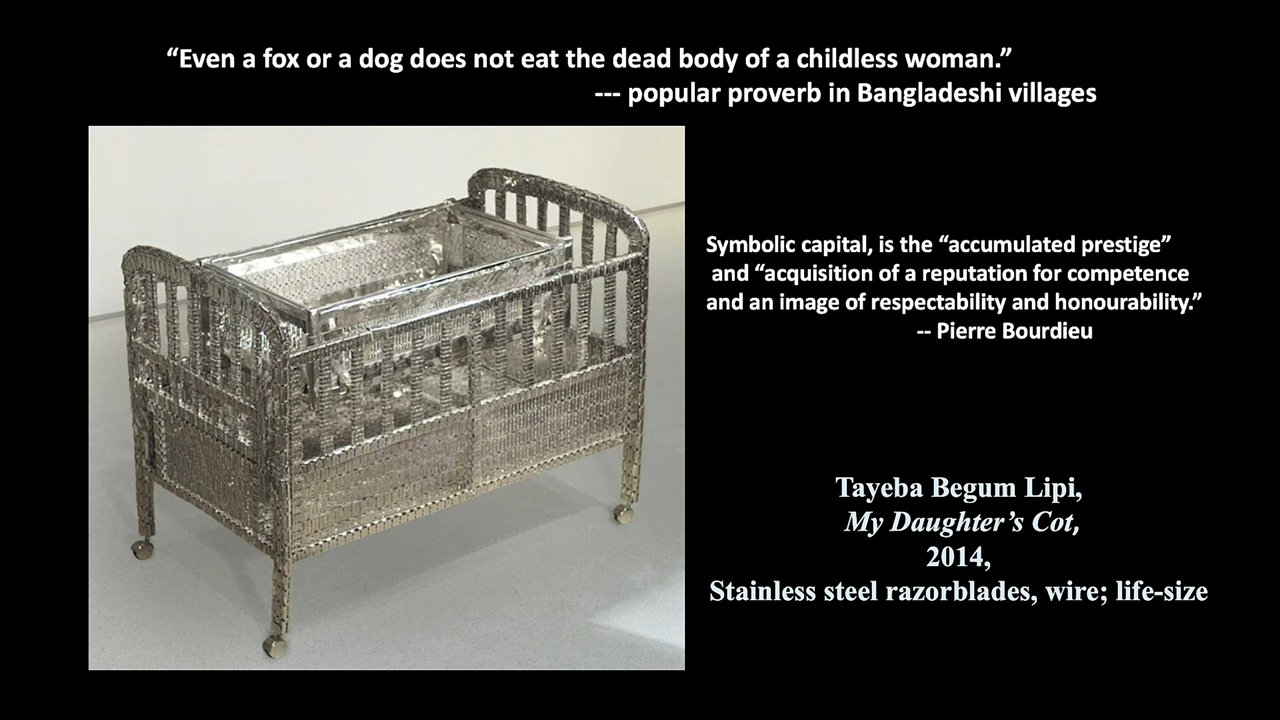 “Even a fox or a dog does not eat the dead body of a childless woman.”
--- popular proverb in Bangladeshi villages
Symbolic capital, is the “accumulated prestige”
and “acquisition of a reputation for competence
and an image of respectability and honourability.”
-- Pierre Bourdieu
Tayeba Begum Lipi,
My Daughter’s Cot,
2014,
Stainless steel razorblades, wire; life-size